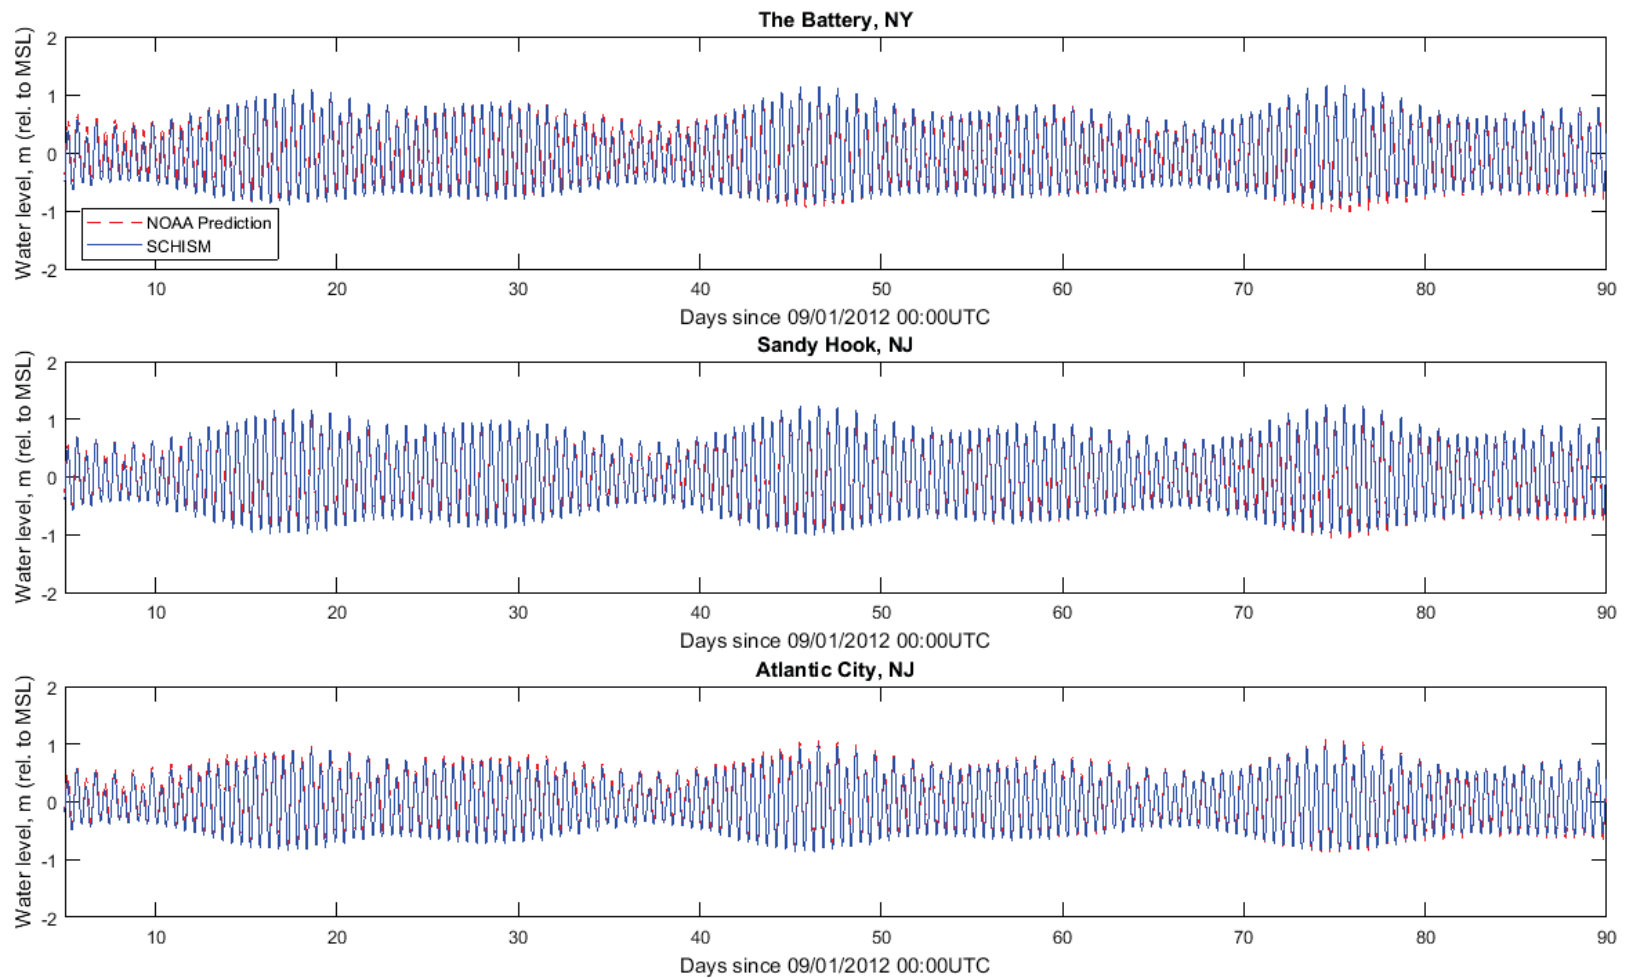 The Battery, NY
Water level, m (rel. to MSL)
2
1
0
-1
-2
NOAA Prediction
SCHISM
10 20 30 40 50 60 70 80 90
Days since 09/01/2012 00:00UTC
Sandy Hook, NJ
Water level, m (rel. to MSL)
2
1
0
-1
-2
10 20 30 40 50 60 70 80 90
Days since 09/01/2012 00:00UTC
Atlantic City, NJ
Water level, m (rel. to MSL)
2
1
0
-1
-2
10 20 30 40 50 60 70 80 90
Days since 09/01/2012 00:00UTC